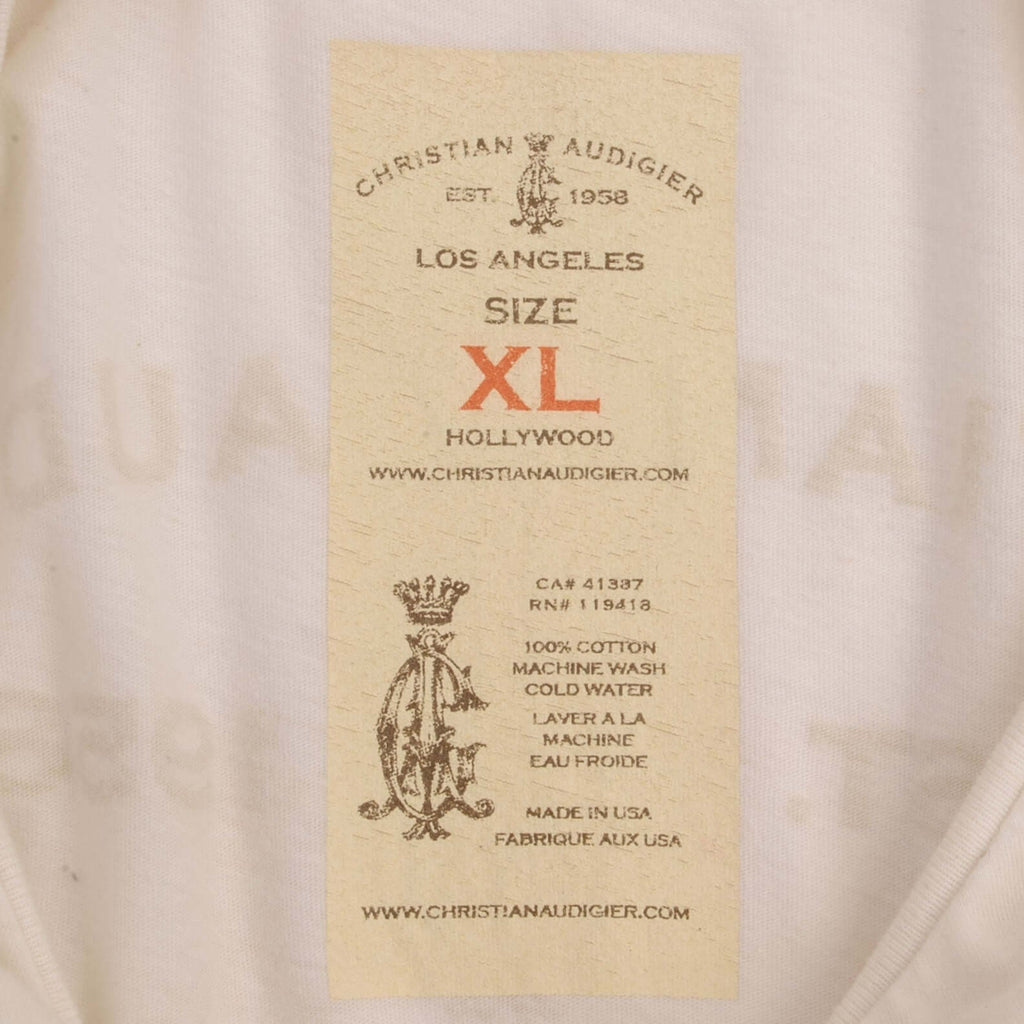 CHRISTIAN AUDIGIER
EST. 1958
LOS ANGELES
SIZE
XL
HOLLYWOOD
WWW.CHRISTIANAUDIGIER.COM
CA# 41387
RN# 119418
100% COTTON
MACHINE WASH
COLD WATER
LAVER A LA
MACHINE
EAU FROIDE
MADE IN USA
FABRIQUE AUX USA
WWW.CHRISTIANAUDIGIER.COM